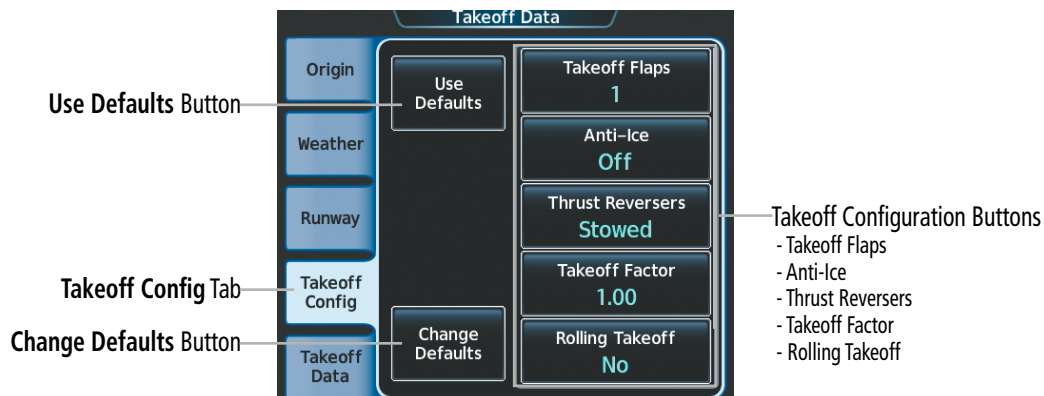 Takeoff Data
Origin
Weather
Runway
Takeoff
Config
Takeoff
Data
Use
Defaults
Change
Defaults
Takeoff Flaps
1
Anti-Ice
Off
Thrust Reversers
Stowed
Takeoff Factor
1.00
Rolling Takeoff
No
Use Defaults Button
Takeoff Config Tab
Change Defaults Button
Takeoff Configuration Buttons
- Takeoff Flaps
- Anti-Ice
- Thrust Reversers
- Takeoff Factor
- Rolling Takeoff